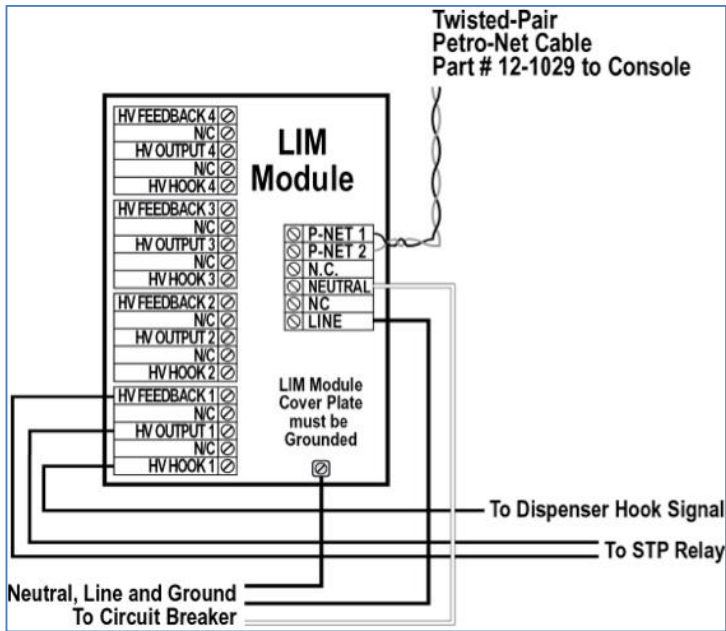 Twisted-Pair
Petro-Net Cable
Part # 12-1029 to Console
HV FEEDBACK 4
N/C
HV OUTPUT 4
N/C
HV HOOK 4
HV FEEDBACK 3
N/C
HV OUTPUT 3
N/C
HV HOOK 3
HV FEEDBACK 2
N/C
HV OUTPUT 2
N/C
HV HOOK 2
HV FEEDBACK 1
N/C
HV OUTPUT 1
N/C
HV HOOK 1
LIM
Module
P-NET 1
P-NET 2
N.C.
NEUTRAL
NC
LINE
LIM Module
Cover Plate
must be
Grounded
To Dispenser Hook Signal
To STP Relay
Neutral, Line and Ground
To Circuit Breaker